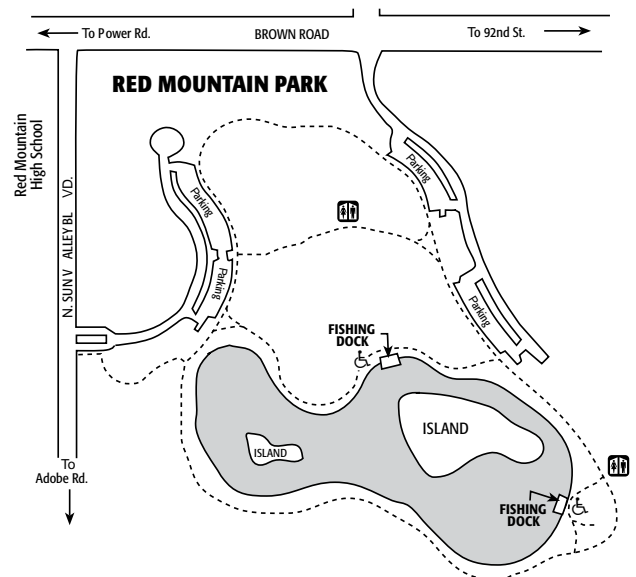 To Power Rd.
BROWN ROAD
To 92nd St.
RED MOUNTAIN PARK
Red Mountain
High School
N. SUN V ALLEY BL VD.
Parking
Parking
Parking
Parking
FISHING
DOCK
ISLAND
ISLAND
FISHING
DOCK
To
Adobe Rd.